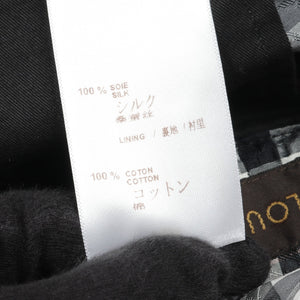 100 % SOIE
SILK
シルク
桑蚕丝
LINING / 裏地 / 衬里
100 % COTON
COTTON
コットン
棉
LOU